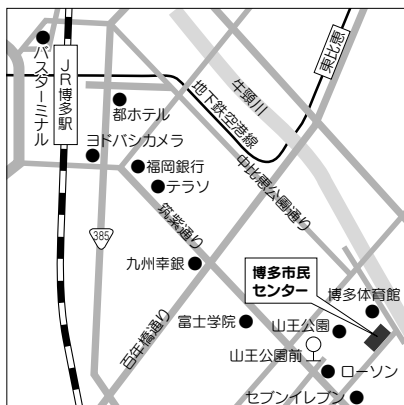 バスターミナル
JR博多駅
都ホテル
ヨドバシカメラ
福岡銀行
テラソ
地下鉄空港線
牛頸川
東比恵
中比恵公園通り
筑紫通り
385
九州幸銀
百年橋通り
富士学院
博多市民
センター
博多体育館
山王公園
山王公園前
ローソン
セブンイレブン